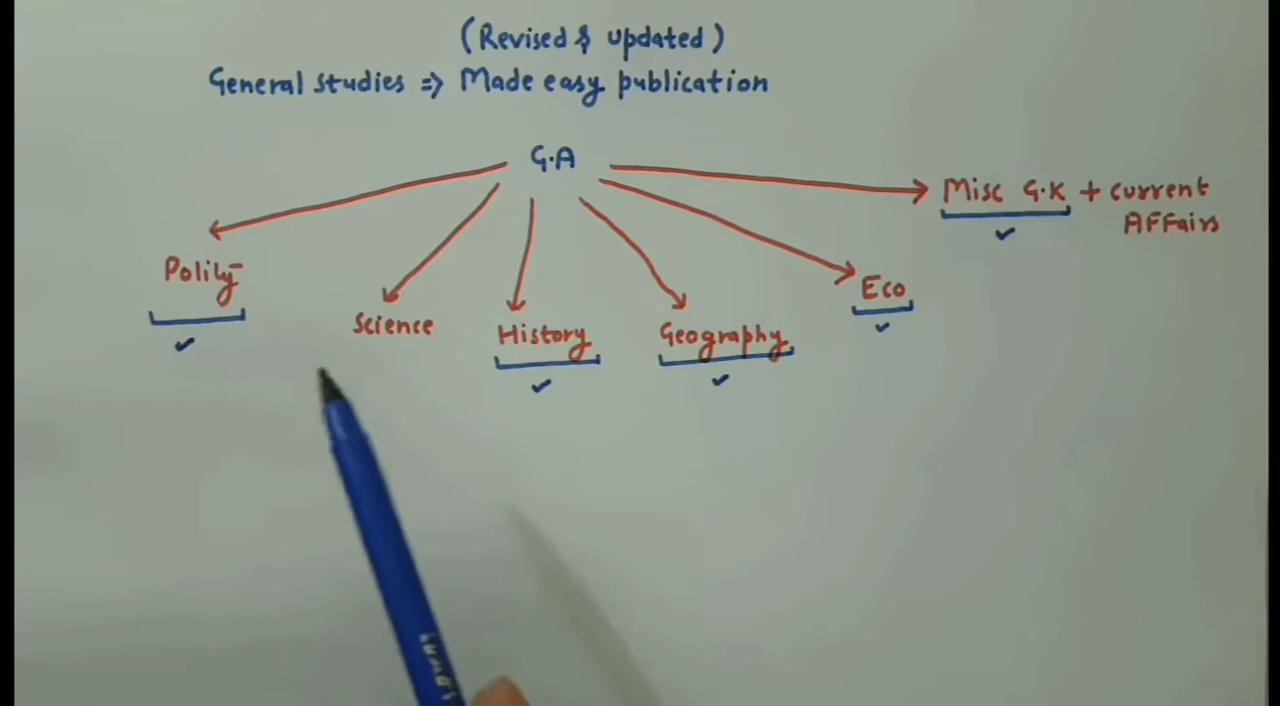 (Revised & updated)
General studies => Made easy publication
G.A
Misc G.K + current
AFFairs
Polity
Eco
Science
History
Geography